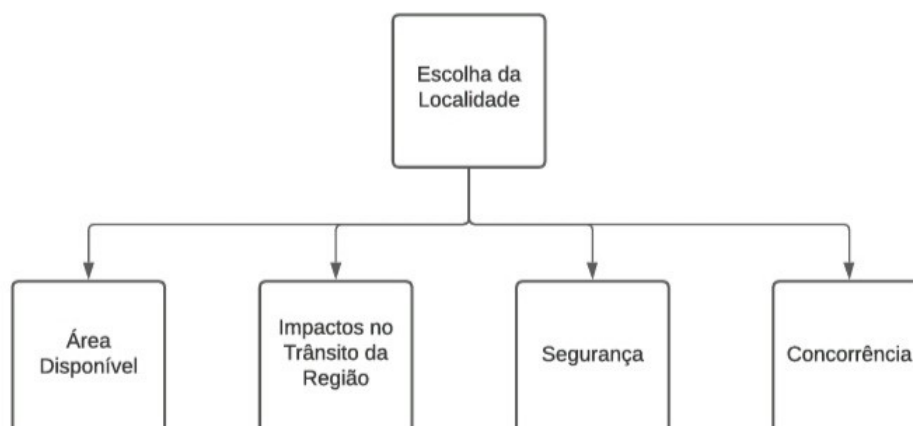 Escolha da
Localidade
Área
Disponível
Impactos no
Trânsito da
Região
Segurança
Concorrência